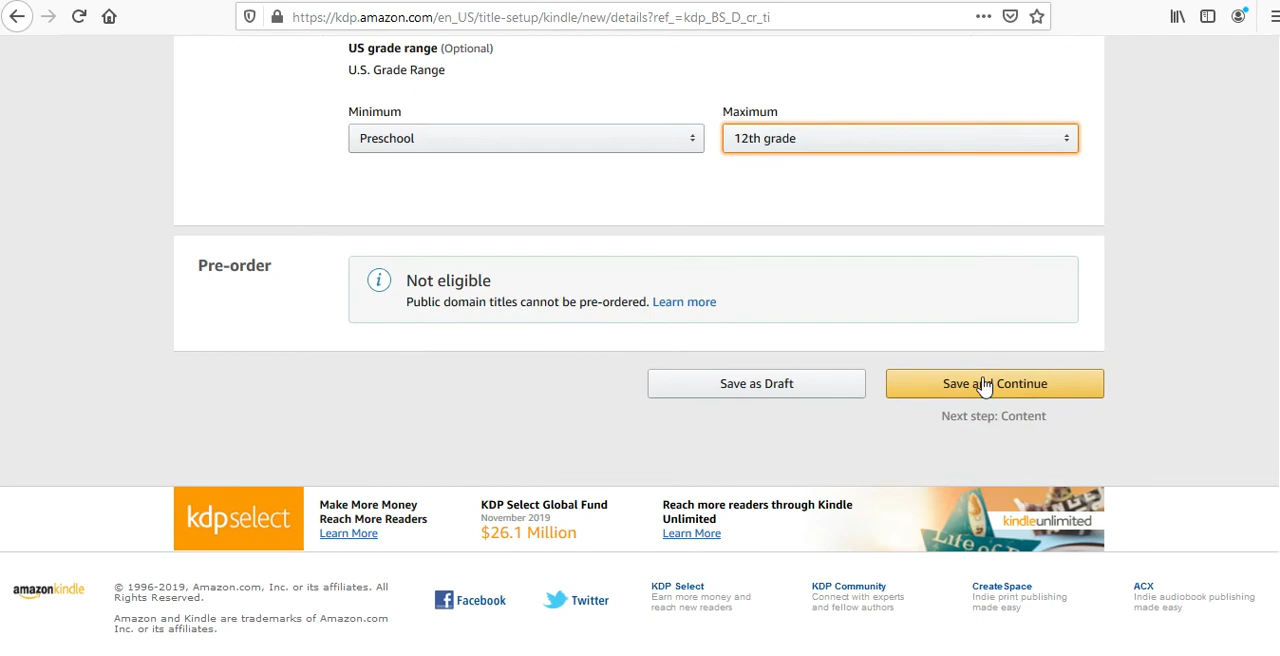 https://kdp.amazon.com/en_US/title-setup/kindle/new/details?ref_=kdp_BS_D_cr_ti
US grade range (Optional)
U.S. Grade Range
Minimum
Maximum
Preschool
12th grade
Pre-order
i
Not eligible
Public domain titles cannot be pre-ordered. Learn more
Save as Draft
Save and Continue
Next step: Content
kdpselect
Make More Money
Reach More Readers
Learn More
KDP Select Global Fund
November 2019
$26.1 Million
Reach more readers through Kindle
Unlimited
Learn More
kindleunlimited
Life of
amazonkindle
© 1996-2019, Amazon.com, Inc. or its affiliates. All
Rights Reserved.
Amazon and Kindle are trademarks of Amazon.com
Inc. or its affiliates.
Facebook
Twitter
KDP Select
Earn more money and
reach new readers
KDP Community
Connect with experts
and fellow authors
CreateSpace
Indie print publishing
made easy
ACX
Indie audiobook publishing
made easy